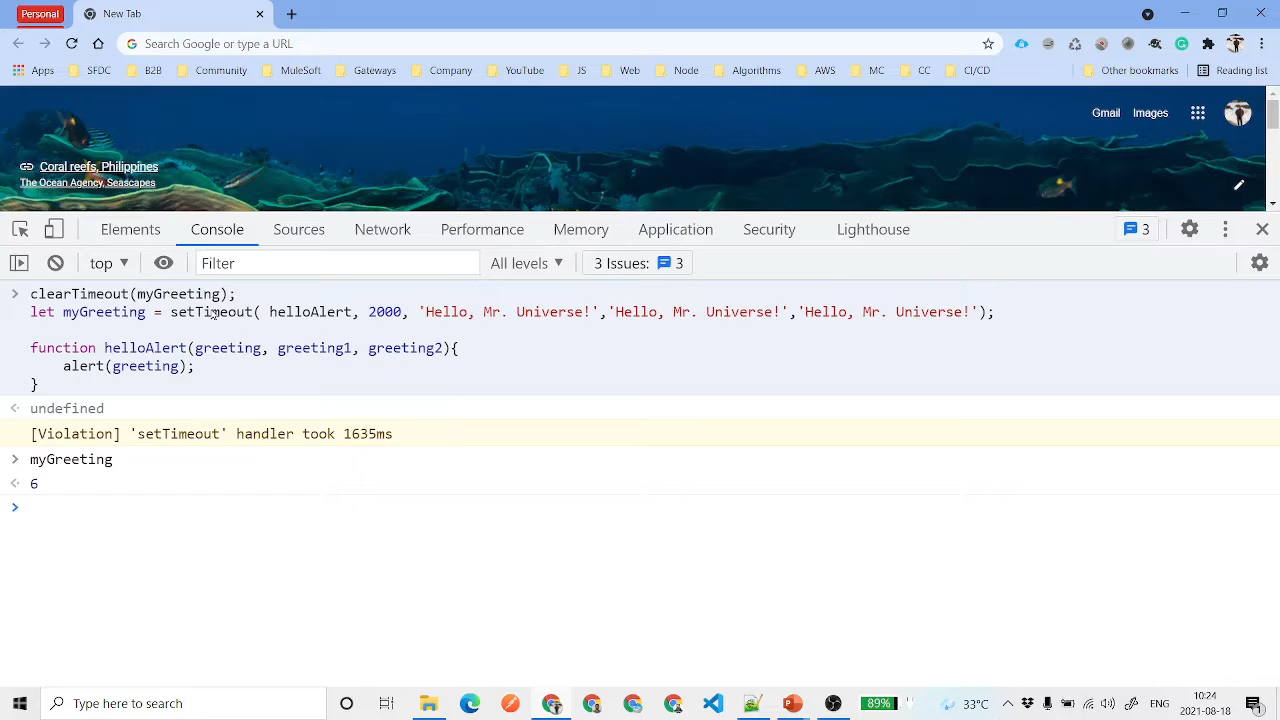 Personal
New Tab
Search Google or type a URL
Apps SFDC B2B Community MuleSoft Gateways Company YouTube JS Web Node Algorithms AWS MC CC CI/CD Other bookmarks Reading list
Gmail Images
Coral reefs, Philippines
The Ocean Agency, Seascapes
Elements Console Sources Network Performance Memory Application Security Lighthouse 3
top Filter All levels 3 Issues: 3
clearTimeout(myGreeting);
let myGreeting = setTimeout( helloAlert, 2000, 'Hello, Mr. Universe!','Hello, Mr. Universe!','Hello, Mr. Universe!');
function helloAlert(greeting, greeting1, greeting2){
alert(greeting);
}
undefined
[Violation] 'setTimeout' handler took 1635ms
myGreeting
6
Type here to search 89% 33°C ENG 10:24
2021-08-18